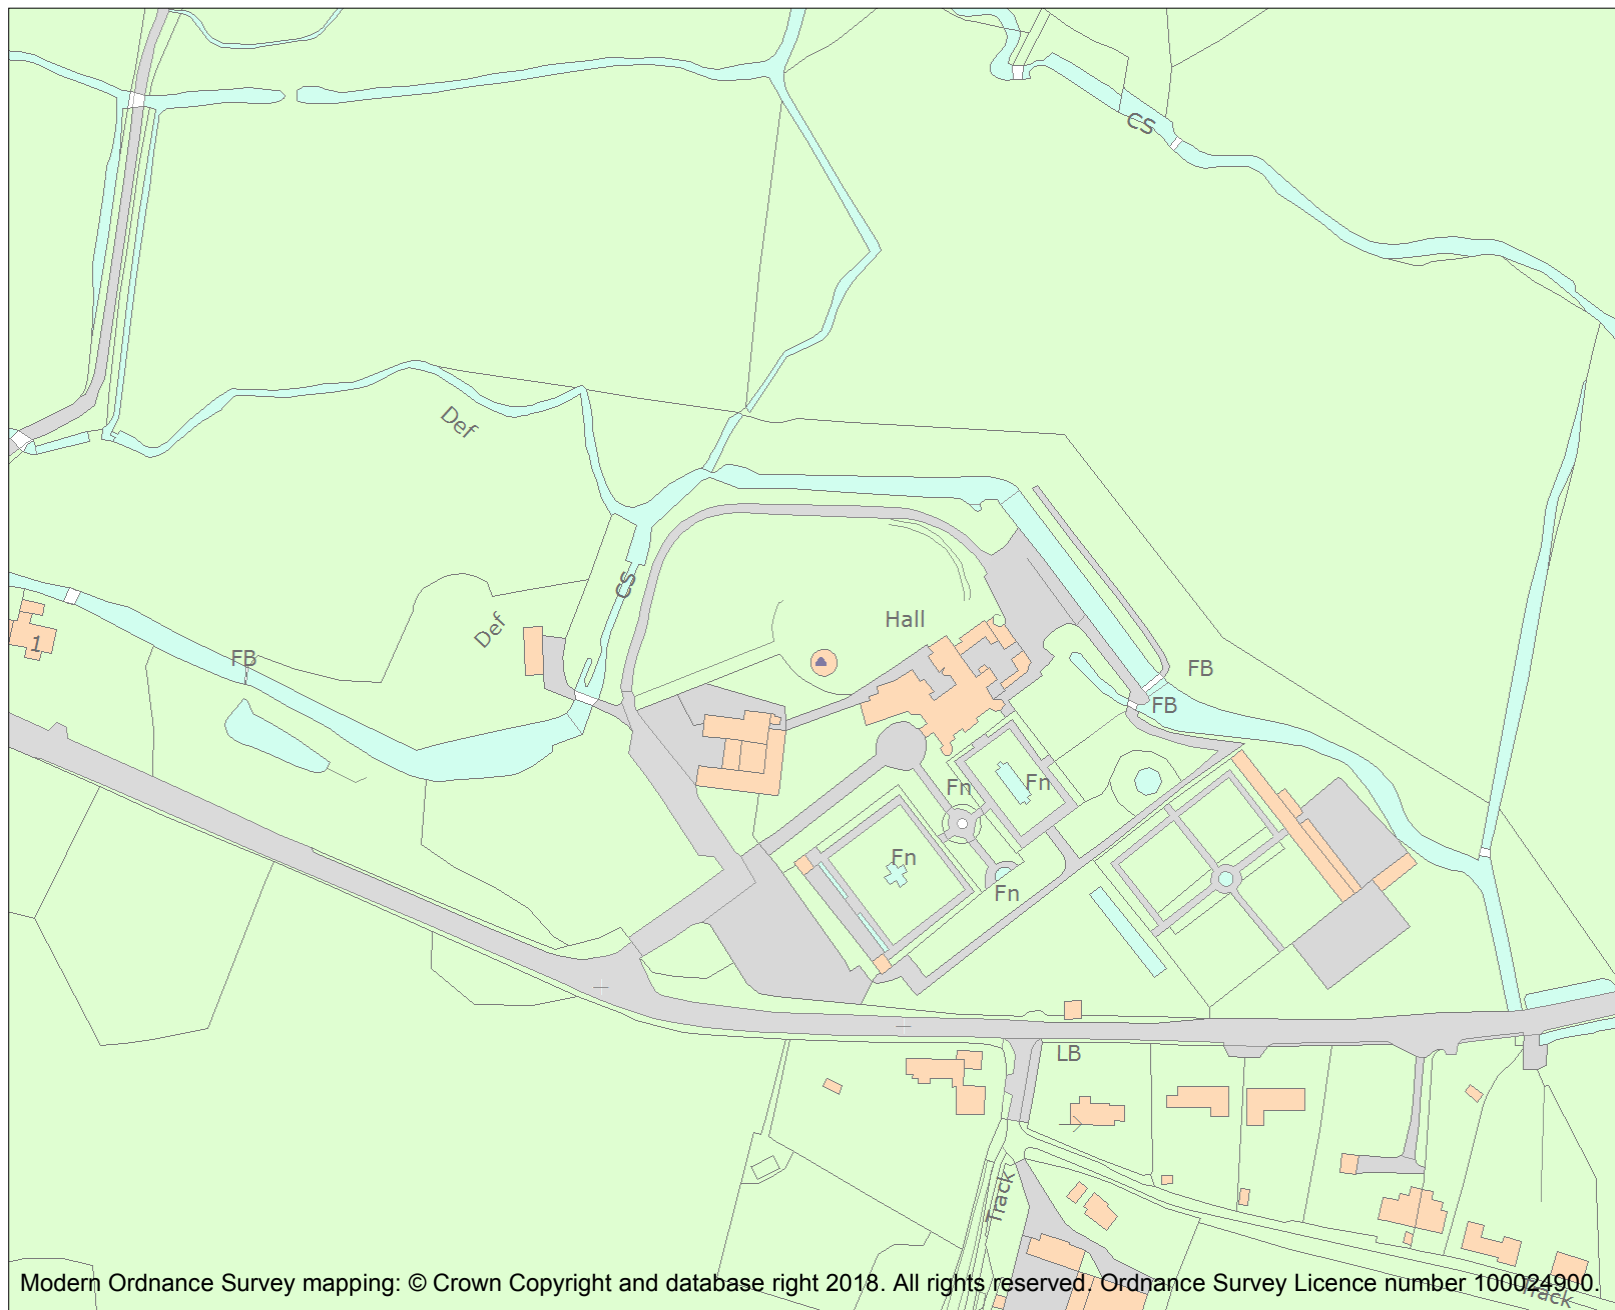 CS
Def
CS
Hall
Def
1
FB
FB
FB
Fn
Fn
Fn
Fn
LB
Track
Modern Ordnance Survey mapping: © Crown Copyright and database right 2018. All rights reserved. Ordnance Survey Licence number 100024900.
Track